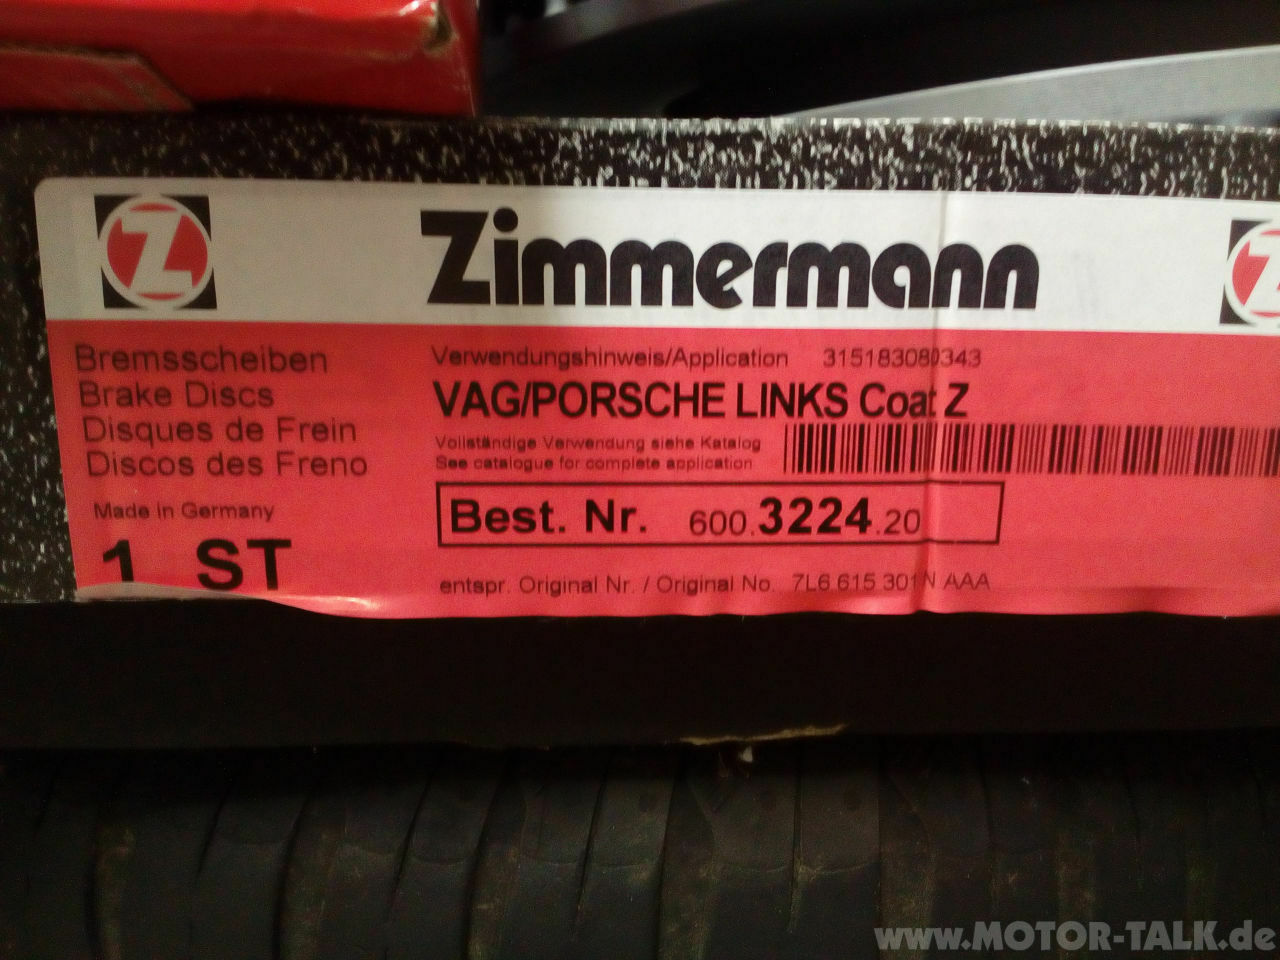 Z
Zimmermann
Z
Bremsscheiben
Brake Discs
Disques de Frein
Discos des Freno
Made in Germany
1 ST
Verwendungshinweis/Application 315183080343
VAG/PORSCHE LINKS Coat Z
Vollständige Verwendung siehe Katalog
See catalogue for complete application
Best. Nr. 600.3224.20
entspr. Original Nr. / Original No. 7L6 615 301 N AAA
www.MOTOR-TALK.de